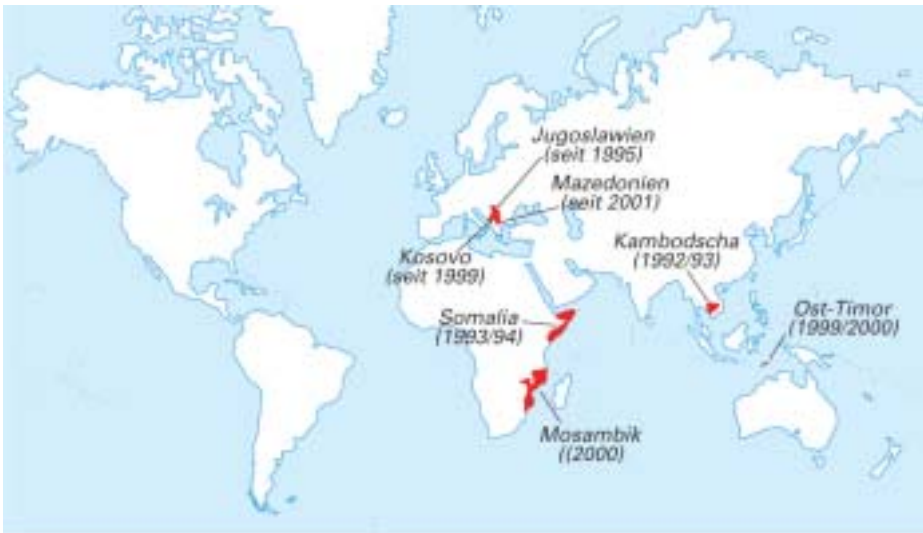 Jugoslawien
(seit 1995)
Mazedonien
(seit 2001)
Kosovo
(seit 1999)
Kambodscha
(1992/93)
Ost-Timor
(1999/2000)
Somalia
(1993/94)
Mosambik
((2000)